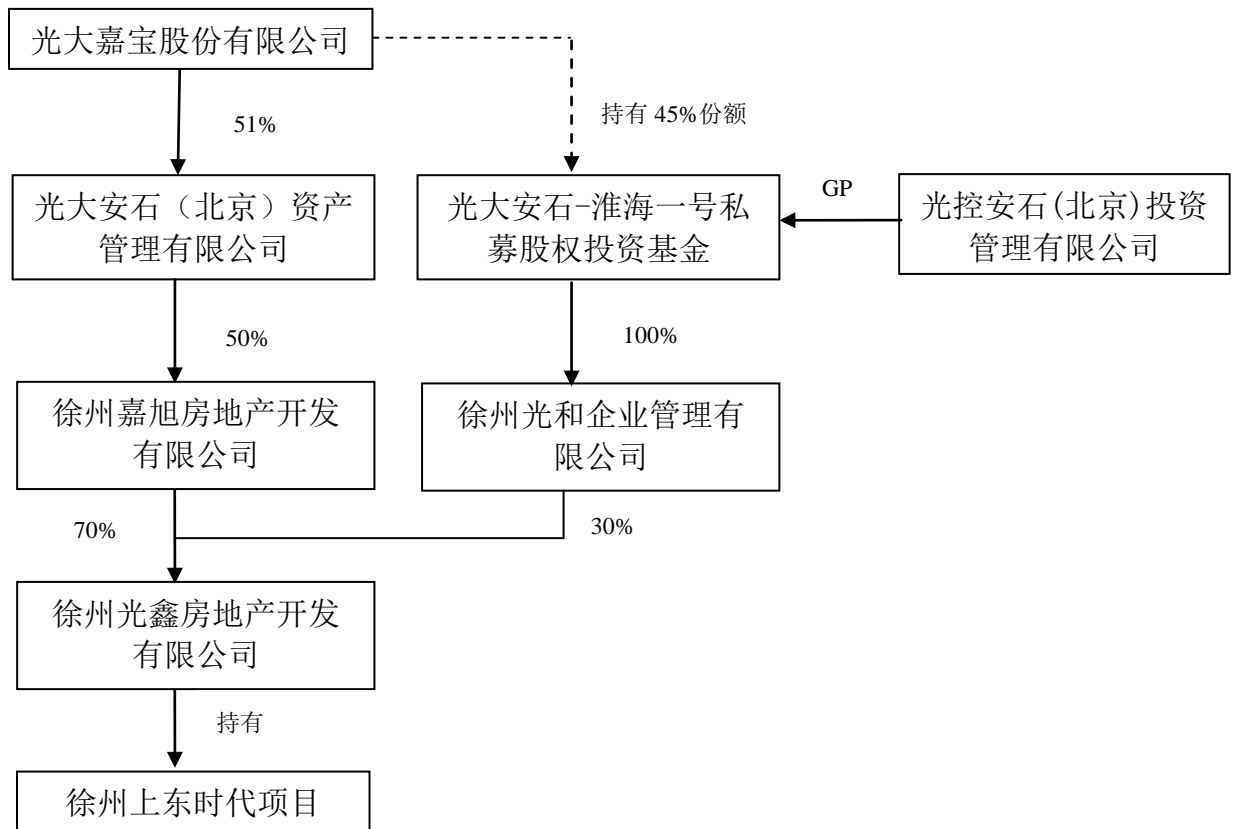 光大嘉宝股份有限公司
持有 45%份额
51%
光大安石（北京）资产
管理有限公司
光大安石-淮海一号私
募股权投资基金
GP
光控安石(北京)投资
管理有限公司
50%
100%
徐州嘉旭房地产开发
有限公司
徐州光和企业管理有
限公司
70%
30%
徐州光鑫房地产开发
有限公司
持有
徐州上东时代项目